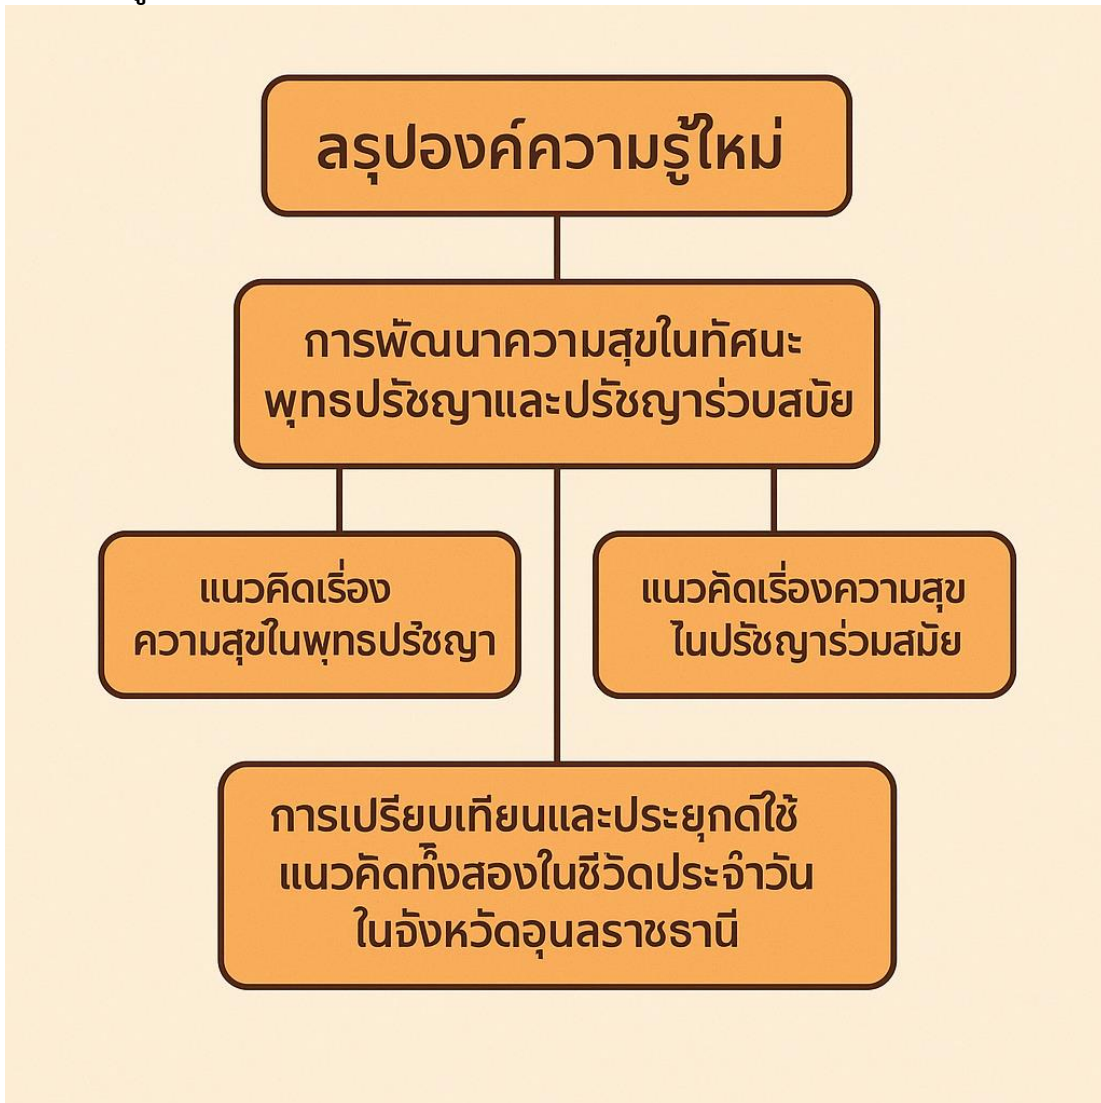 ลรุปองค์ความรู้ใหม่
การพัฒนาความสุขในทัศนะ
พุทธปรัชญาและปรัชญาร่วบสบัย
แนวคิดเรื่อง
ความสุขในพุทธปรัชญา
แนวคัดเรื่องความสุข
ในปรัชญาร่วมสมัย
การเปรียบเทียนและประยุกด์ใช้
แนวคัดทั้งสองในชีวัดประจำวัน
ในจังหวัดอุนลราชธานี